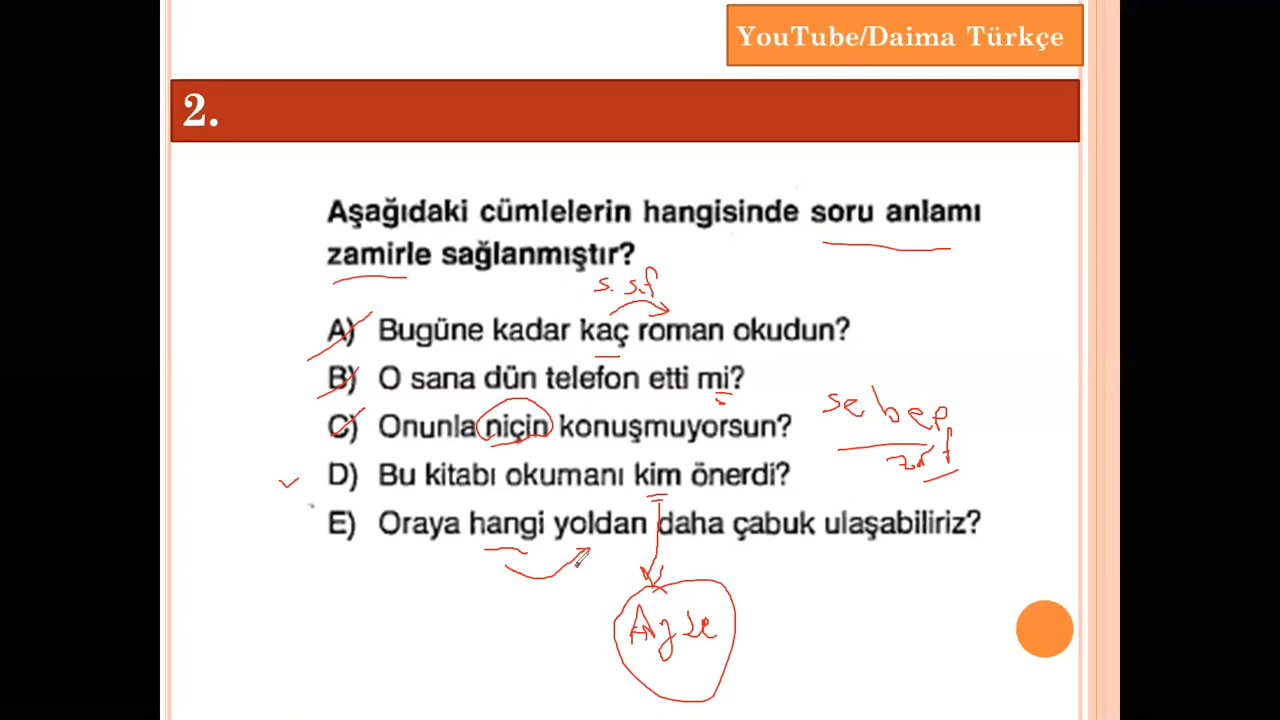 YouTube/Daima Türkçe
2.
Aşağıdaki cümlelerin hangisinde soru anlamı
zamirle sağlanmıştır?
s. sıf
A) Bugüne kadar kaç roman okudun?
B) O sana dün telefon etti mi?
C) Onunla niçin konuşmuyorsun?
sebep
zarf
D) Bu kitabı okumanı kim önerdi?
E) Oraya hangi yoldan daha çabuk ulaşabiliriz?
Ayşe